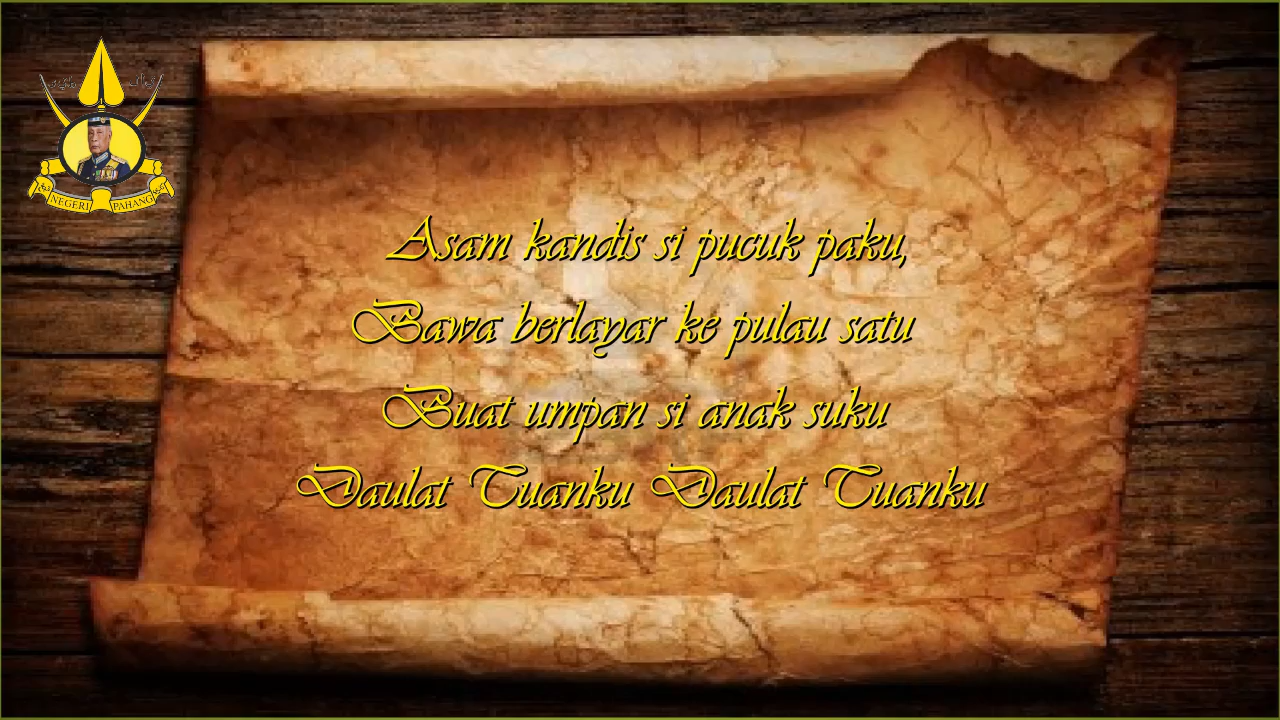 NEGERI PAHANG
Asam kandis si pucuk paku,
Bawa berlayar ke pulau satu
Buat umpan si anak suku
Daulat Tuanku Daulat Tuanku